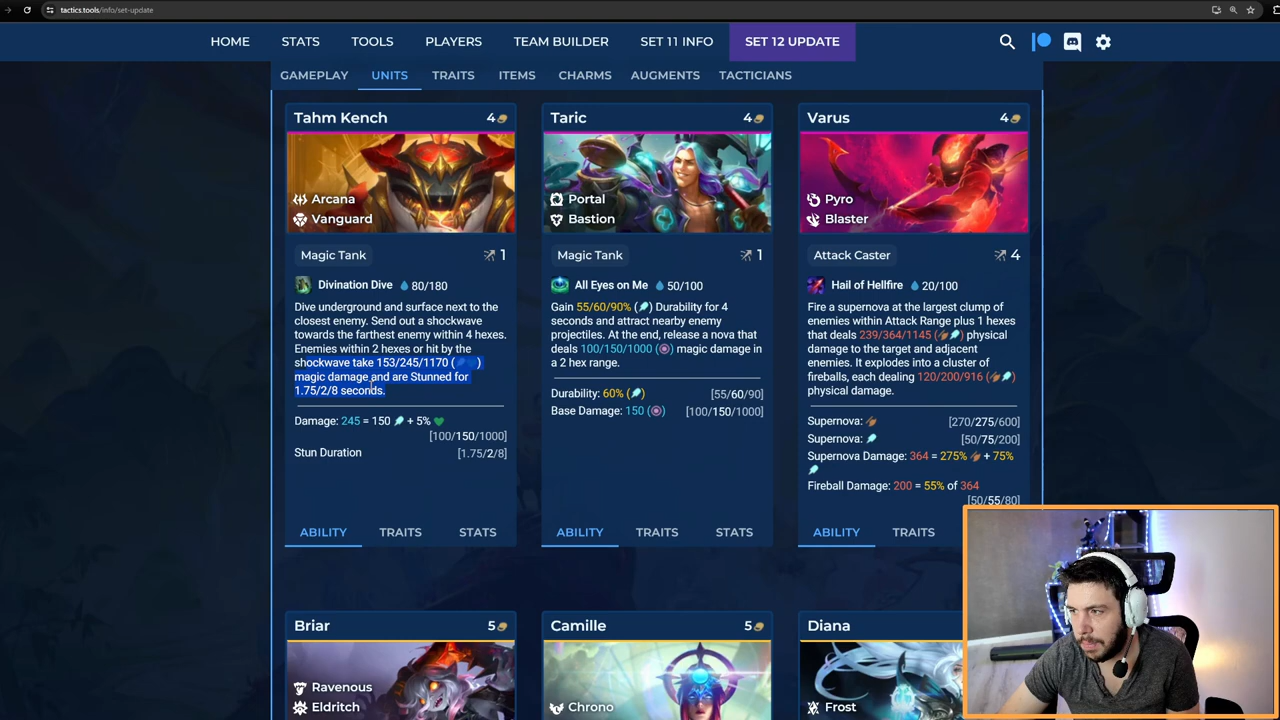 tactics.tools/info/set-update
HOME STATS TOOLS PLAYERS TEAM BUILDER SET 11 INFO SET 12 UPDATE
GAMEPLAY UNITS TRAITS ITEMS CHARMS AUGMENTS TACTICIANS
Tahm Kench 4
Arcana
Vanguard
Magic Tank 1
Divination Dive 80/180
Dive underground and surface next to the
closest enemy. Send out a shockwave
towards the farthest enemy within 4 hexes.
Enemies within 2 hexes or hit by the
shockwave take 153/245/1170 ( )
magic damage and are Stunned for
1.75/2/8 seconds.
Damage: 245 = 150 + 5%
[100/150/1000]
Stun Duration [1.75/2/8]
ABILITY TRAITS STATS
Taric 4
Portal
Bastion
Magic Tank 1
All Eyes on Me 50/100
Gain 55/60/90% ( ) Durability for 4
seconds and attract nearby enemy
projectiles. At the end, release a nova that
deals 100/150/1000 ( ) magic damage in
a 2 hex range.
Durability: 60% ( ) [55/60/90]
Base Damage: 150 ( ) [100/150/1000]
ABILITY TRAITS STATS
Varus 4
Pyro
Blaster
Attack Caster 4
Hail of Hellfire 20/100
Fire a supernova at the largest clump of
enemies within Attack Range plus 1 hexes
that deals 239/364/1145 ( ) physical
damage to the target and adjacent
enemies. It explodes into a cluster of
fireballs, each dealing 120/200/916 ( )
physical damage.
Supernova: [270/275/600]
Supernova: [50/75/200]
Supernova Damage: 364 = 275% + 75%
Fireball Damage: 200 = 55% of 364
[50/55/80]
ABILITY TRAITS
Briar 5
Ravenous
Eldritch
Camille 5
Chrono
Diana
Frost